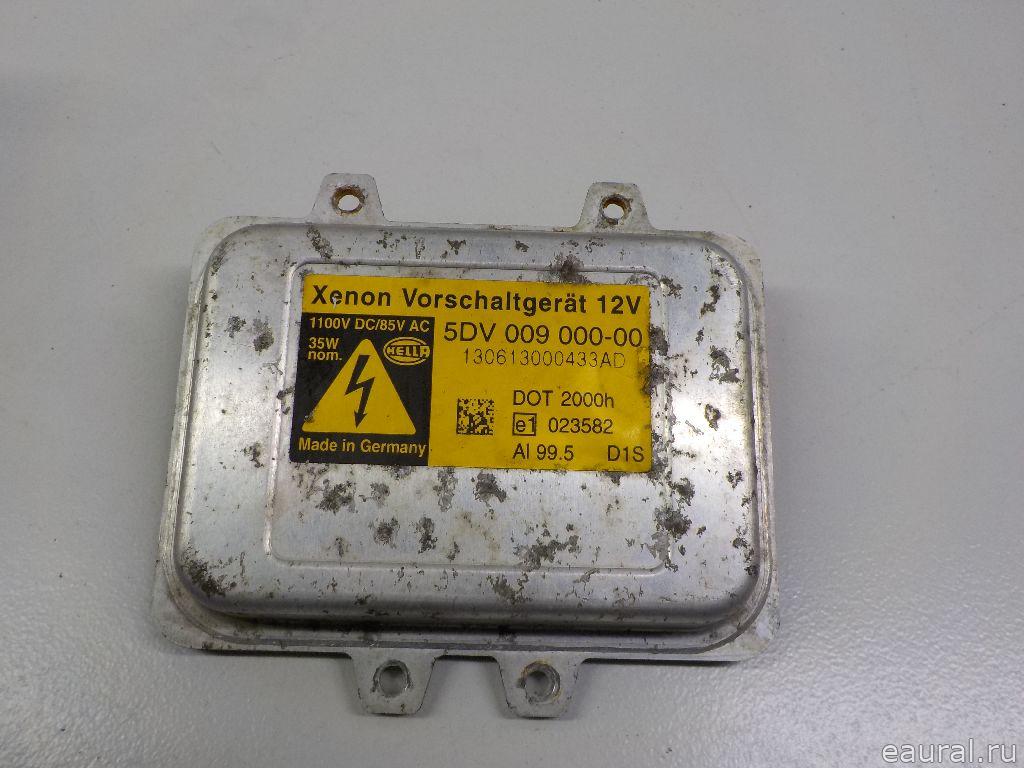 Xenon Vorschaltgerät 12V
1100V DC/85V AC
35W
nom.
HELLA
Made in Germany
5DV 009 000-00
130613000433AD
DOT 2000h
e1 023582
Al 99.5 D1S
eaural.ru